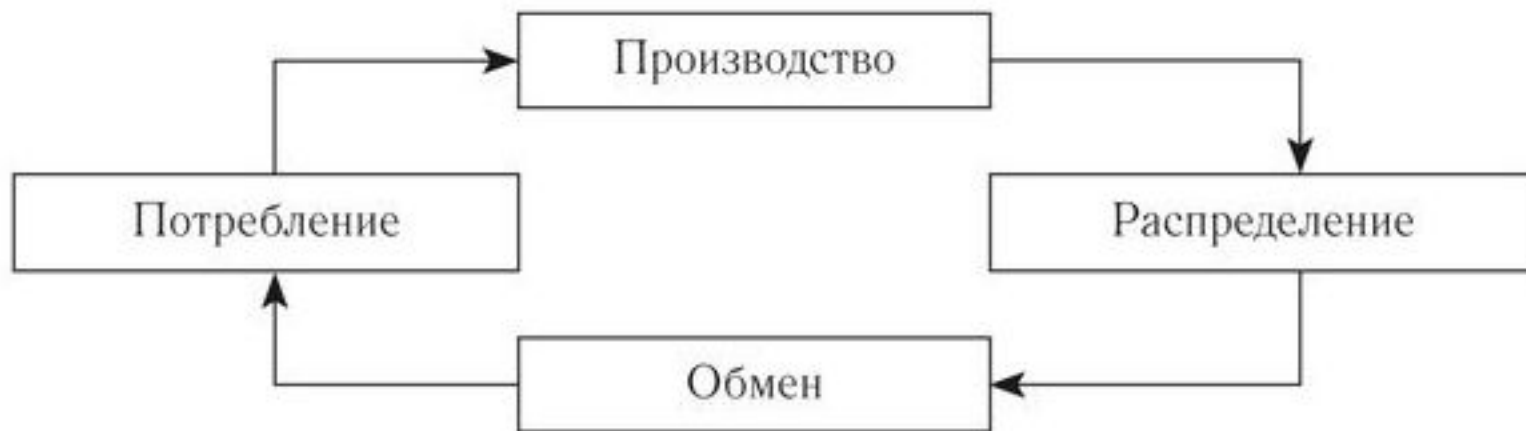 Производство
Потребление
Распределение
Обмен